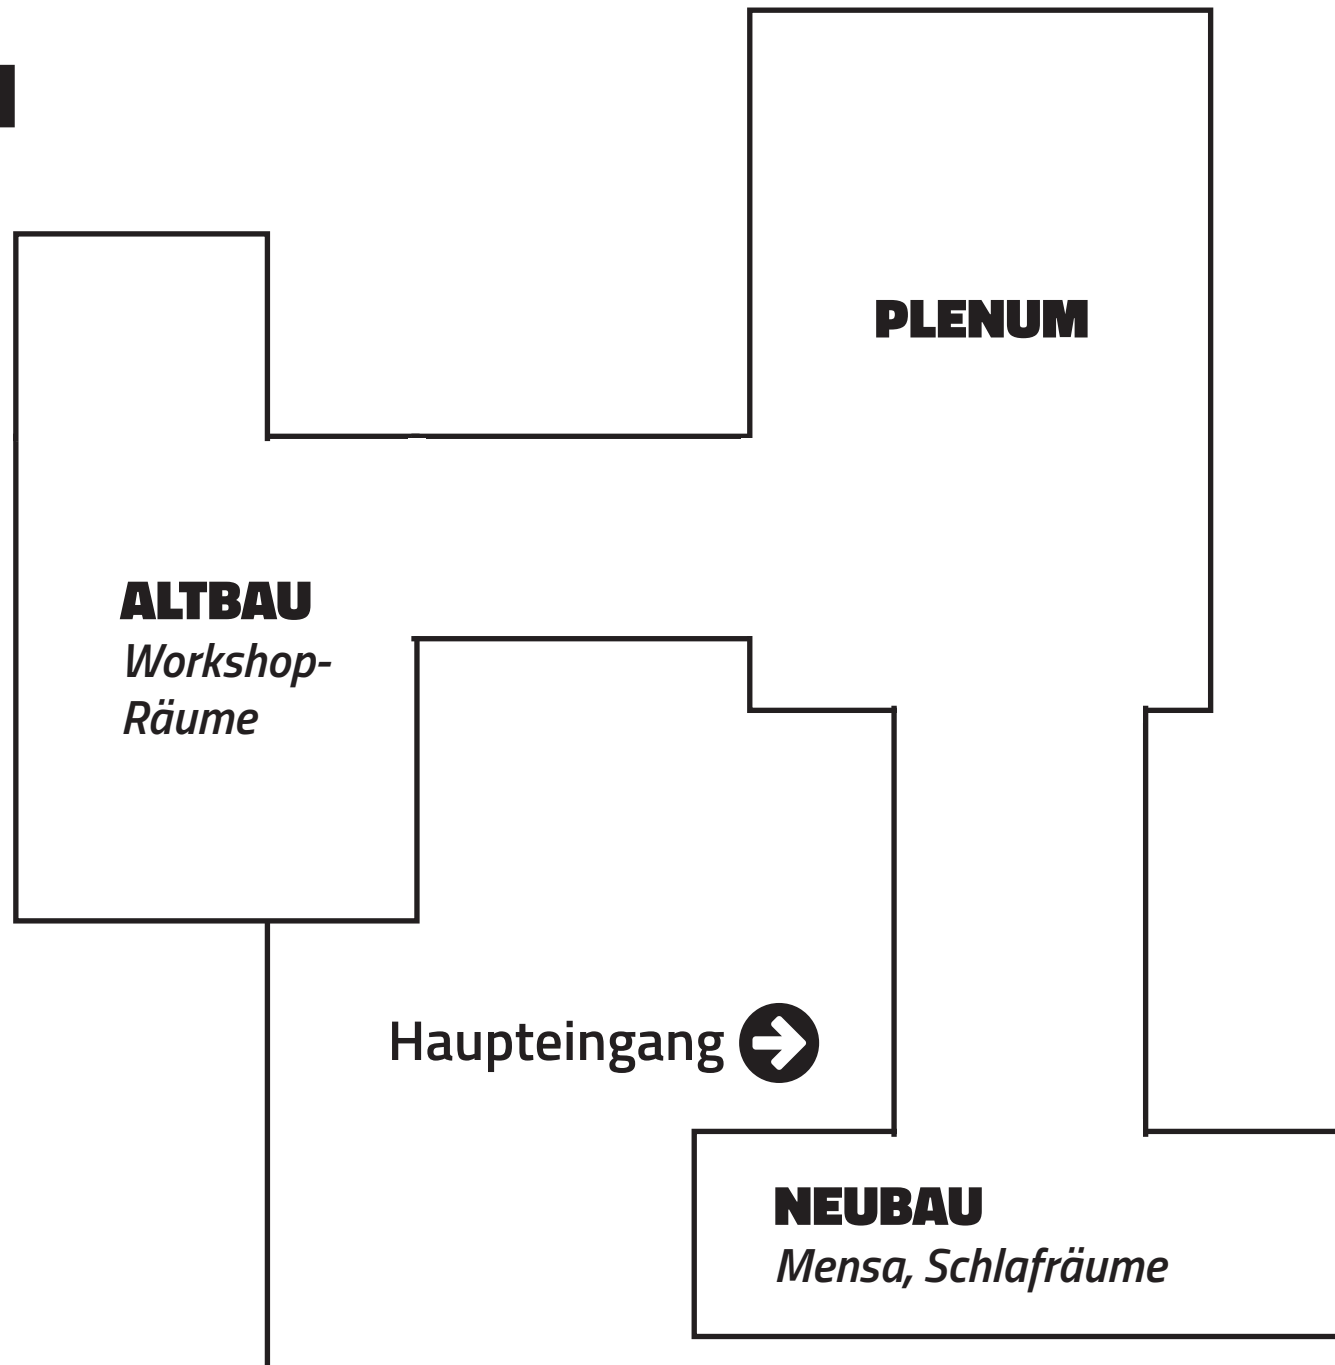 PLENUM
ALTBAU
Workshop-
Räume
Haupteingang
NEUBAU
Mensa, Schlafräume